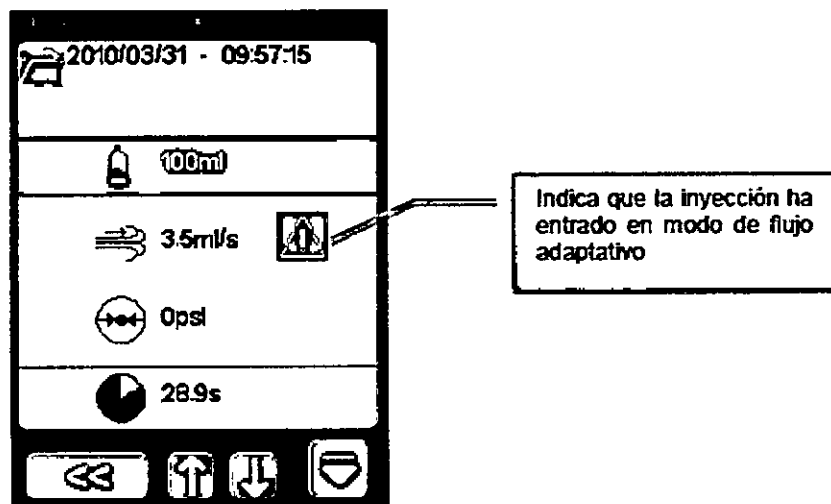 2010/03/31 - 09:57:15
100ml
3.5ml/s
0psi
28.9s
Indica que la inyección ha
entrado en modo de flujo
adaptativo